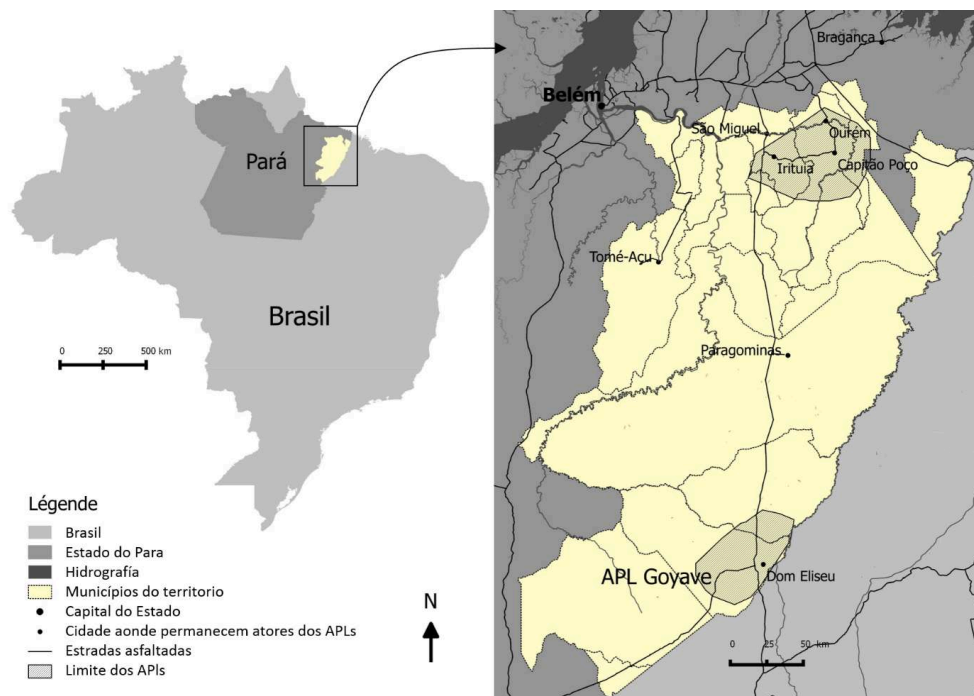 Pará
Brasil
0 250 500 km
Légende
Brasil
Estado do Para
Hidrografía
Municípios do territorio
Capital do Estado
Cidade aonde permanecem atores dos APLs
Estradas asfaltadas
Limite dos APls
N
Bragança
Belém
São Miguel
Ourém
Irituia
Capitão Poço
Tomé-Açu
Paragominas
APL Goyave
Dom Eliseu
0 25 50 km